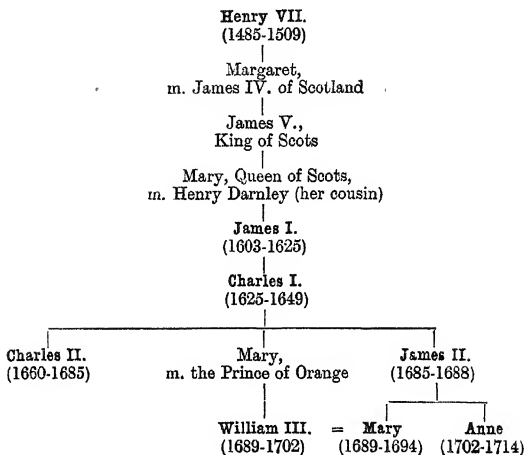 Henry VII.
(1485-1509)
Margaret,
m. James IV. of Scotland
James V.,
King of Scots
Mary, Queen of Scots,
m. Henry Darnley (her cousin)
James I.
(1603-1625)
Charles I.
(1625-1649)
Charles II. Mary, James II.
(1660-1685) m. the Prince of Orange (1685-1688)
William III. = Mary Anne
(1689-1702) (1689-1694) (1702-1714)